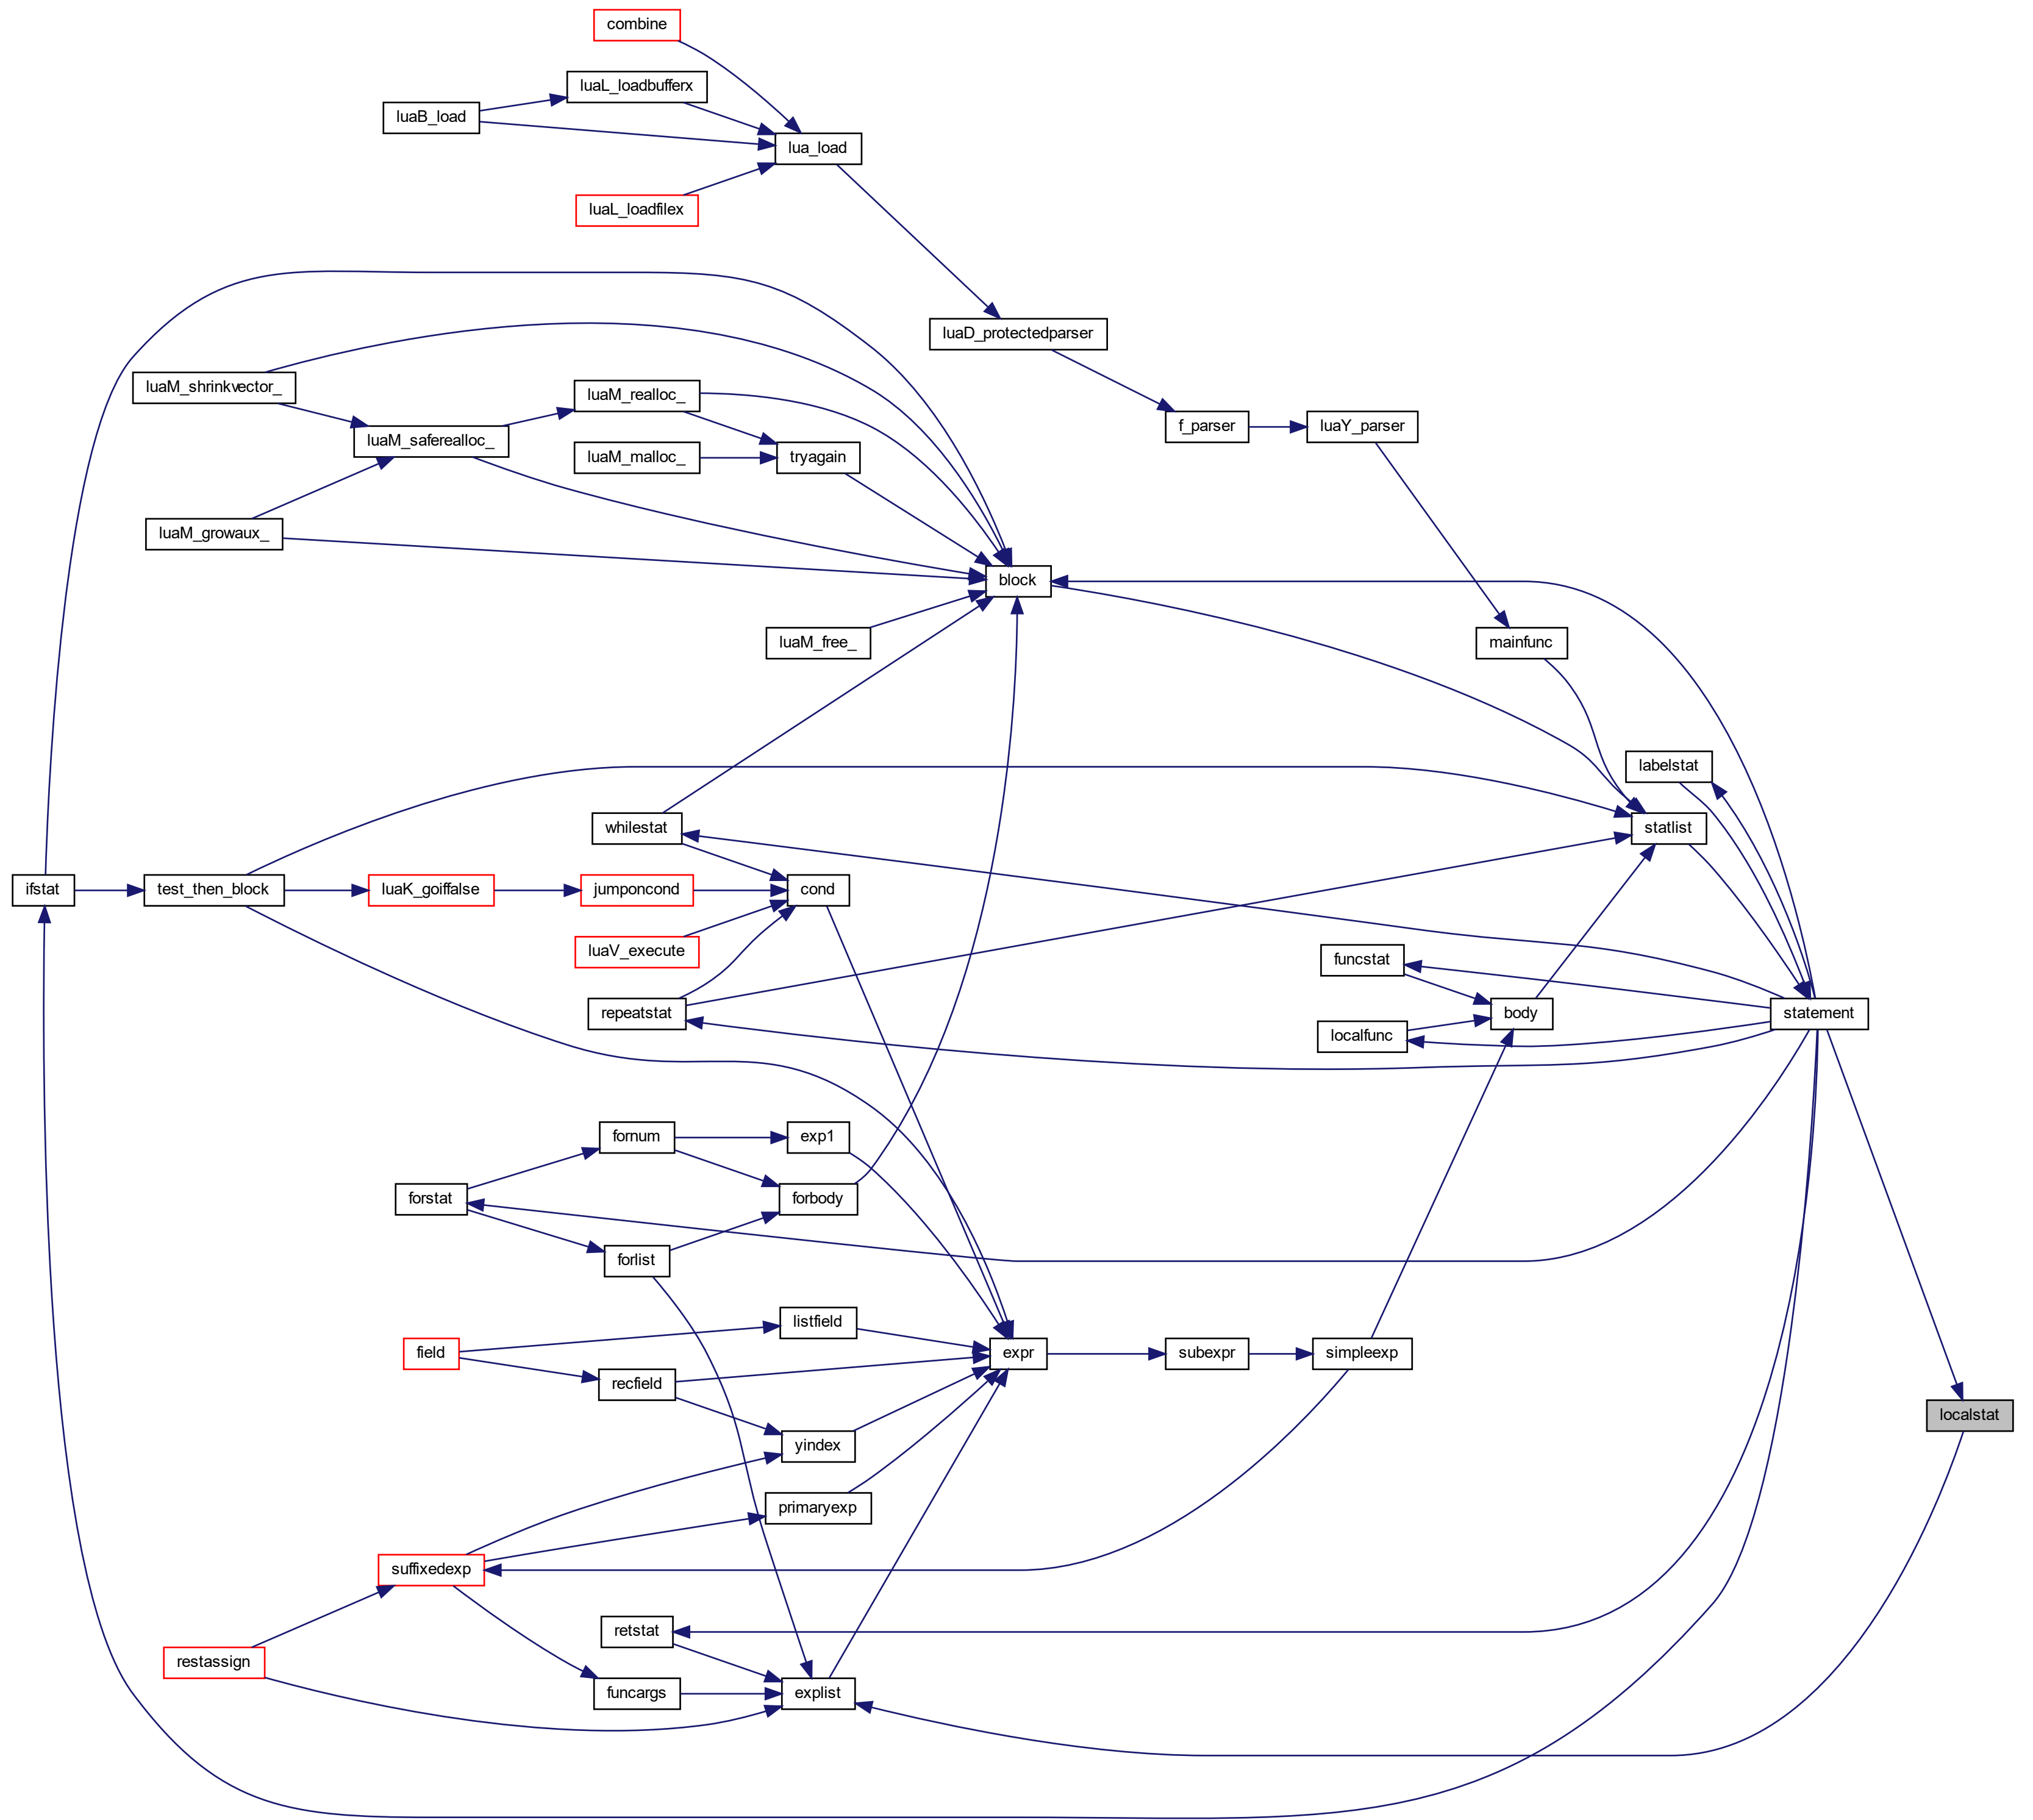 combine
luaL_loadbufferx
luaB_load
lua_load
luaL_loadfilex
luaD_protectedparser
luaM_shrinkvector_
luaM_realloc_
f_parser
luaY_parser
luaM_saferealloc_
luaM_malloc_
tryagain
luaM_growaux_
block
luaM_free_
mainfunc
labelstat
whilestat
statlist
ifstat
test_then_block
luaK_goiffalse
jumponcond
cond
luaV_execute
funcstat
repeatstat
body
statement
localfunc
fornum
exp1
forstat
forbody
forlist
listfield
field
expr
subexpr
simpleexp
recfield
localstat
yindex
primaryexp
suffixedexp
retstat
restassign
funcargs
explist